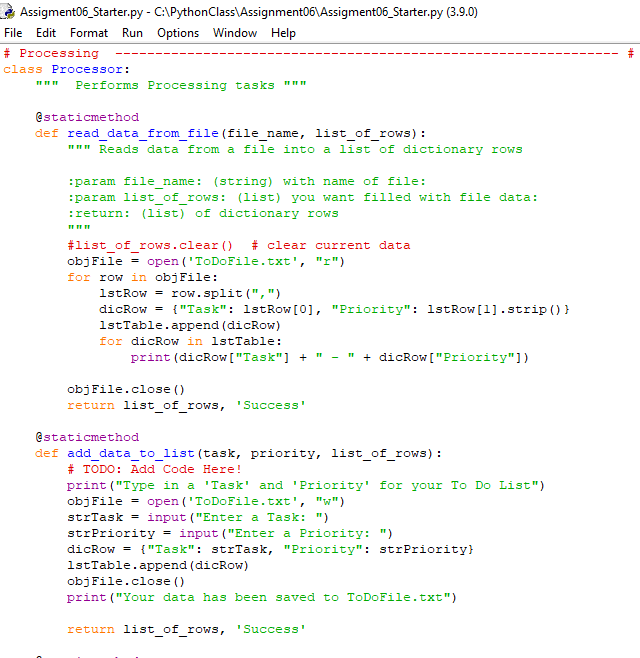 Assigment06_Starter.py - C:\PythonClass\Assignment06\Assigment06_Starter.py (3.9.0)
File Edit Format Run Options Window Help
# Processing  --------------------------------------------------------------- #
class Processor:
    """  Performs Processing tasks """

    @staticmethod
    def read_data_from_file(file_name, list_of_rows):
        """ Reads data from a file into a list of dictionary rows

        :param file_name: (string) with name of file:
        :param list_of_rows: (list) you want filled with file data:
        :return: (list) of dictionary rows
        """
        #list_of_rows.clear()  # clear current data
        objFile = open('ToDoFile.txt', "r")
        for row in objFile:
            lstRow = row.split(",")
            dicRow = {"Task": lstRow[0], "Priority": lstRow[1].strip()}
            lstTable.append(dicRow)
            for dicRow in lstTable:
                print(dicRow["Task"] + " - " + dicRow["Priority"])

        objFile.close()
        return list_of_rows, 'Success'

    @staticmethod
    def add_data_to_list(task, priority, list_of_rows):
        # TODO: Add Code Here!
        print("Type in a 'Task' and 'Priority' for your To Do List")
        objFile = open('ToDoFile.txt', "w")
        strTask = input("Enter a Task: ")
        strPriority = input("Enter a Priority: ")
        dicRow = {"Task": strTask, "Priority": strPriority}
        lstTable.append(dicRow)
        objFile.close()
        print("Your data has been saved to ToDoFile.txt")

        return list_of_rows, 'Success'